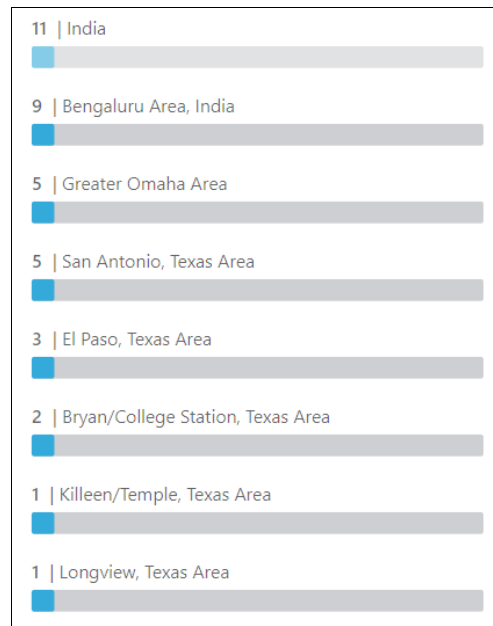 11 | India
9 | Bengaluru Area, India
5 | Greater Omaha Area
5 | San Antonio, Texas Area
3 | El Paso, Texas Area
2 | Bryan/College Station, Texas Area
1 | Killeen/Temple, Texas Area
1 | Longview, Texas Area